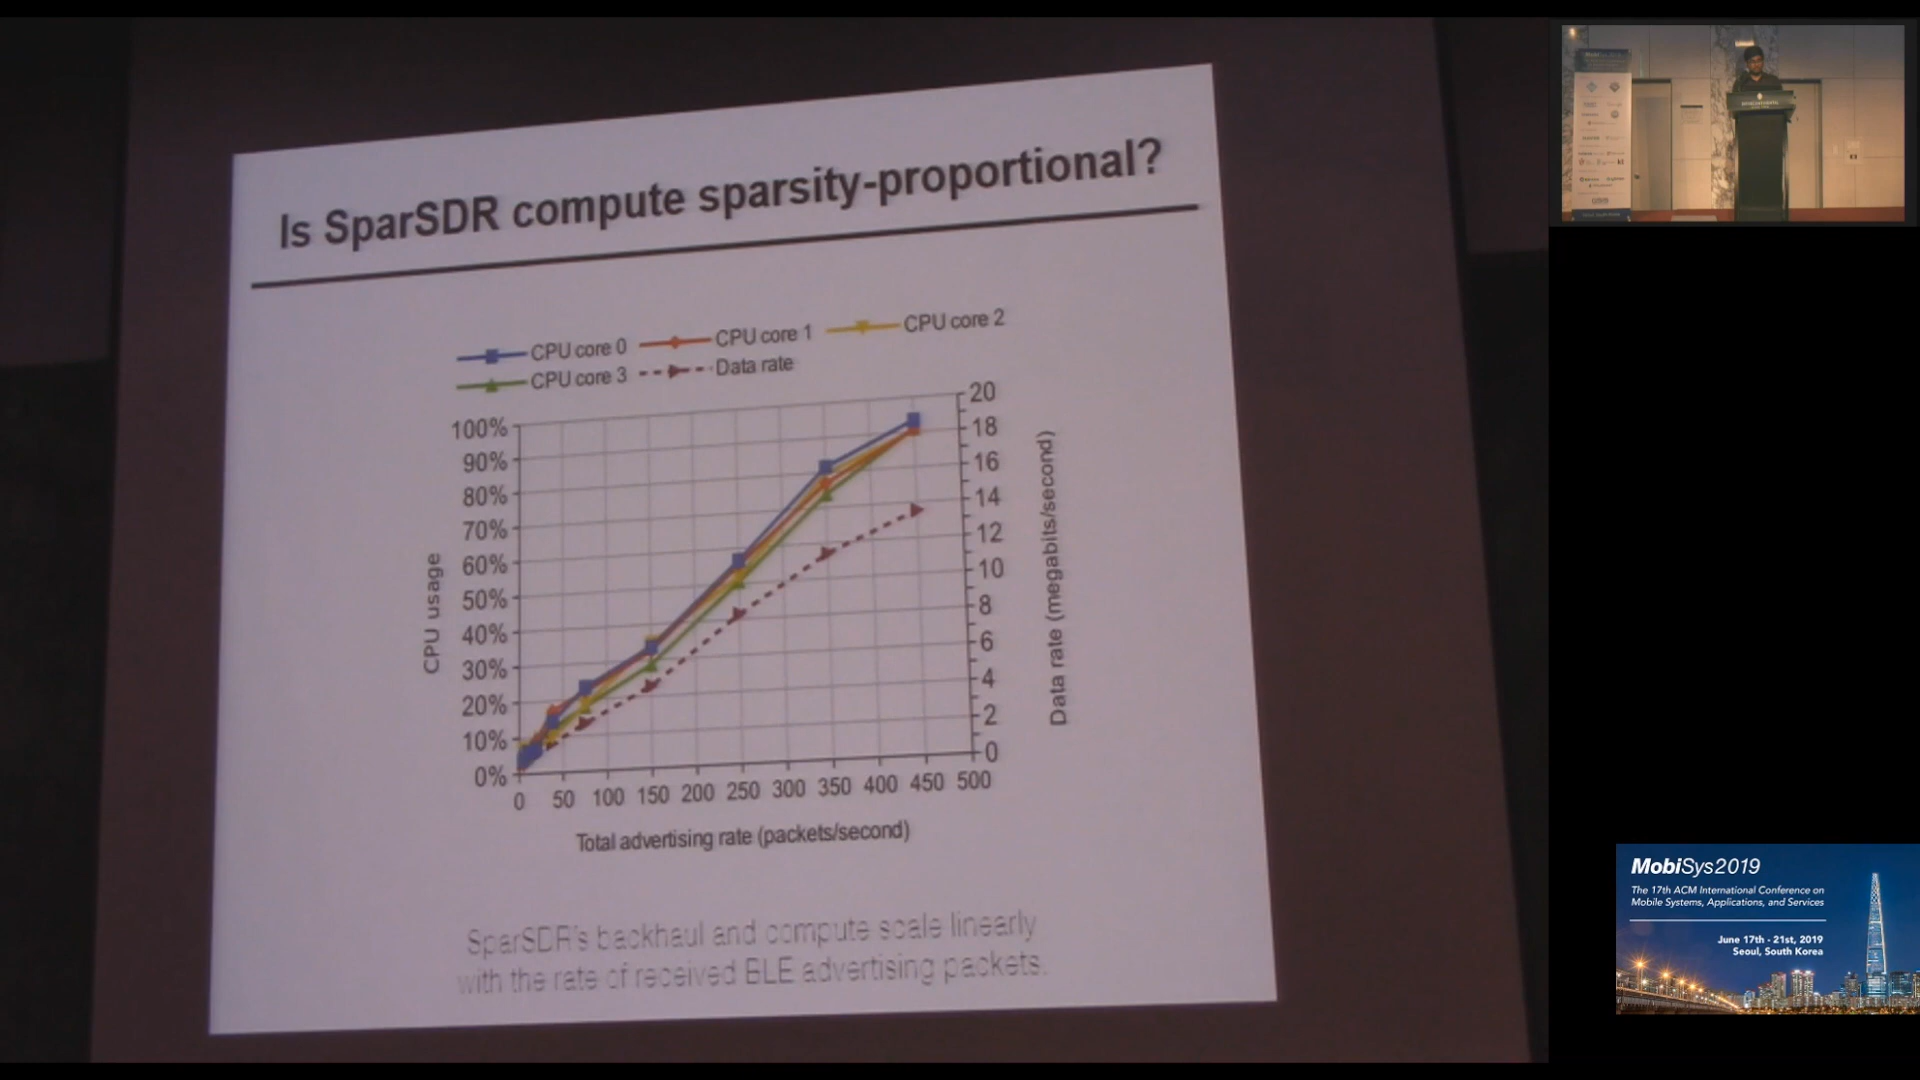 Is SparSDR compute sparsity-proportional?
CPU core 0
CPU core 1
CPU core 2
CPU core 3
Data rate
100%
90%
80%
70%
60%
50%
40%
30%
20%
10%
0%
CPU usage
20
18
16
14
12
10
8
6
4
2
0
Data rate (megabits/second)
0 50 100 150 200 250 300 350 400 450 500
Total advertising rate (packets/second)
SparSDR's backhaul and compute scale linearly
with the rate of received BLE advertising packets.
MobiSys2019
The 17th ACM International Conference on
Mobile Systems, Applications, and Services
June 17th - 21st, 2019
Seoul, South Korea